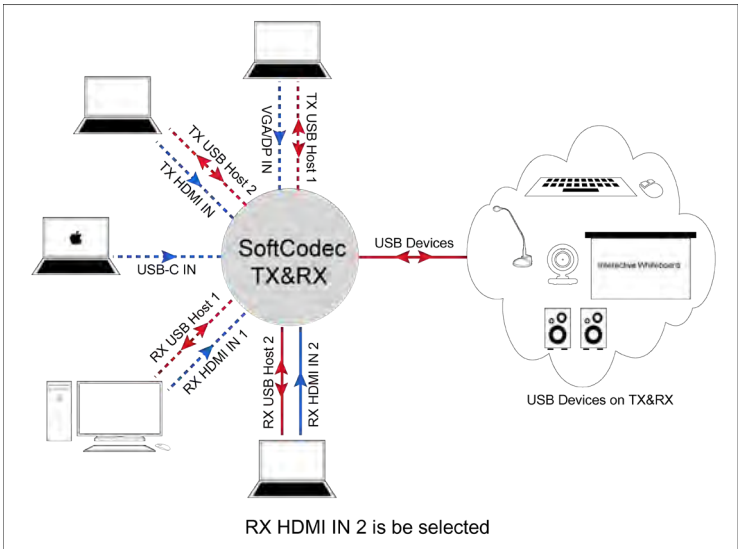 VGA/DP IN
TX USB Host 1
TX USB Host 2
TX HDMI IN
SoftCodec
TX&RX
USB Devices
USB-C IN
Interactive Whiteboard
RX USB Host 1
RX HDMI IN 1
RX USB Host 2
RX HDMI IN 2
USB Devices on TX&RX
RX HDMI IN 2 is be selected